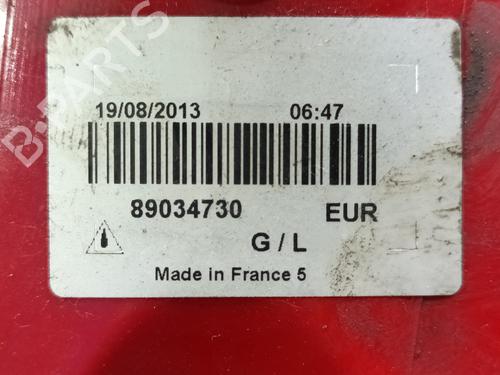 B-PARTS
19/08/2013 06:47
89034730 EUR
G / L
Made in France 5